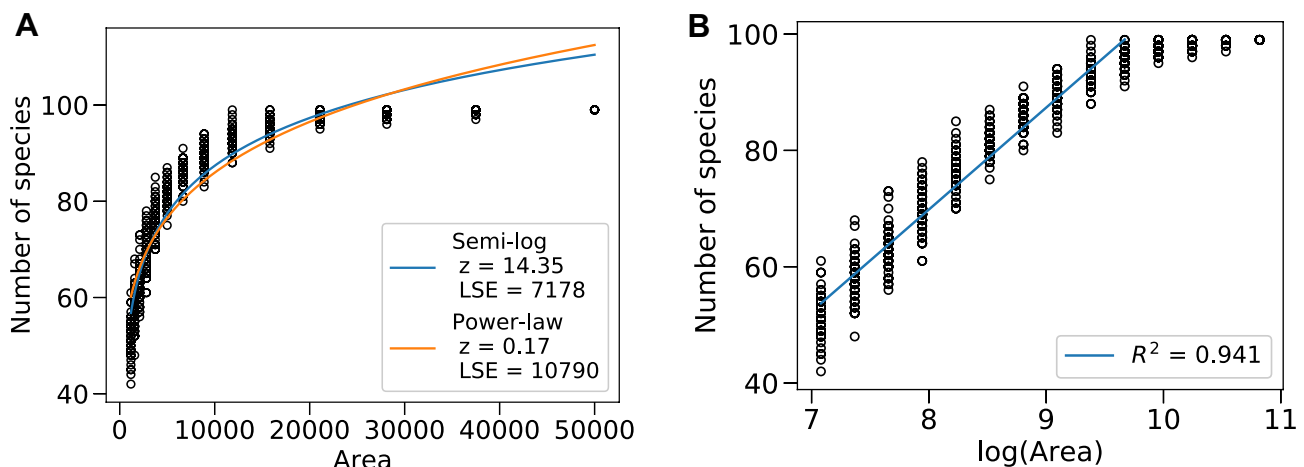 A
Number of species
100
80
60
40
0
10000
20000
30000
40000
50000
Area
Semi-log
z = 14.35
LSE = 7178
Power-law
z = 0.17
LSE = 10790
B
Number of species
100
80
60
40
7
8
9
10
11
log(Area)
R² = 0.941